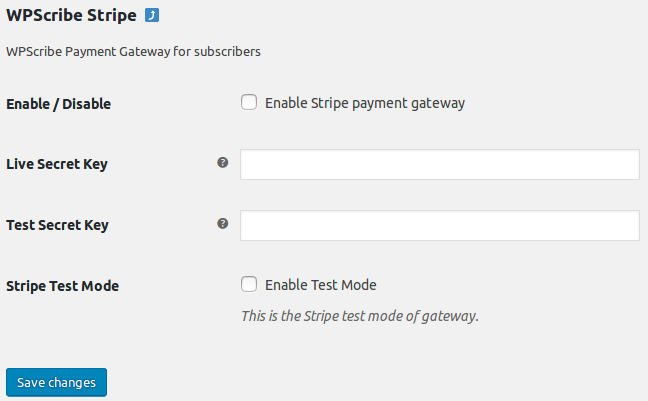 WPScribe Stripe ⤴
WPScribe Payment Gateway for subscribers
Enable / Disable Enable Stripe payment gateway
Live Secret Key ?
Test Secret Key ?
Stripe Test Mode Enable Test Mode
This is the Stripe test mode of gateway.
Save changes